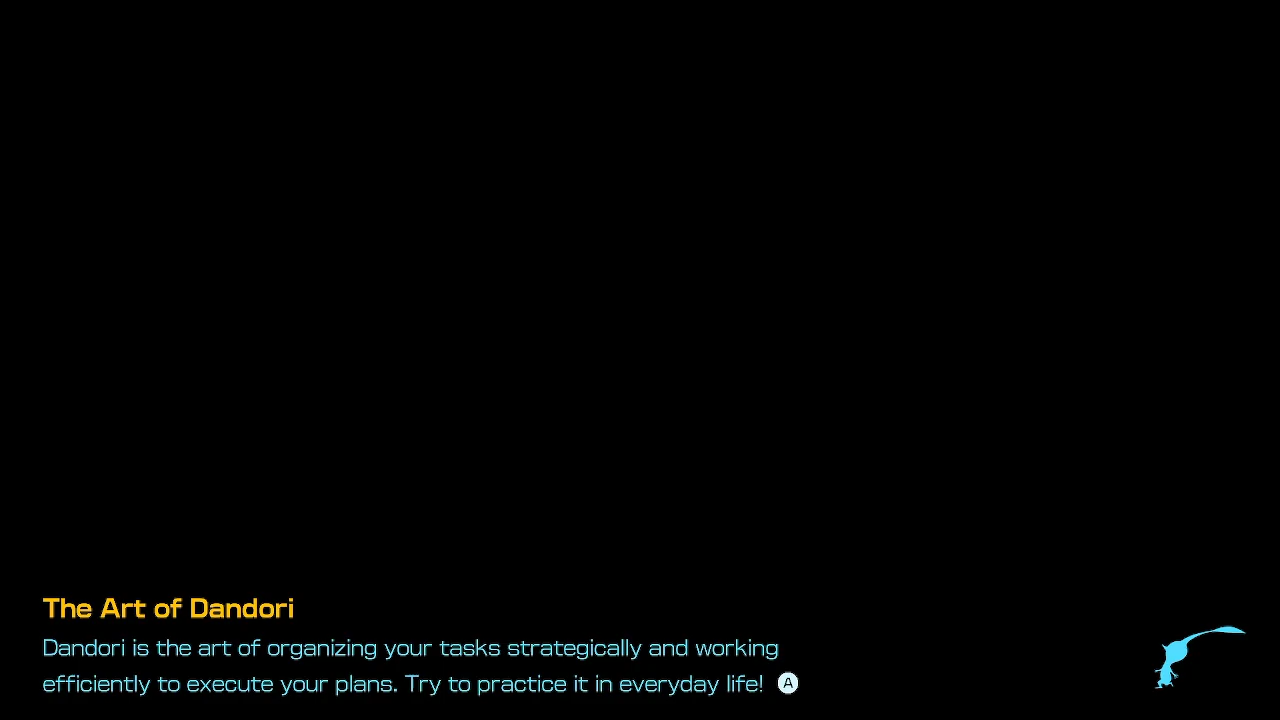 The Art of Dandori
Dandori is the art of organizing your tasks strategically and working
efficiently to execute your plans. Try to practice it in everyday life! A